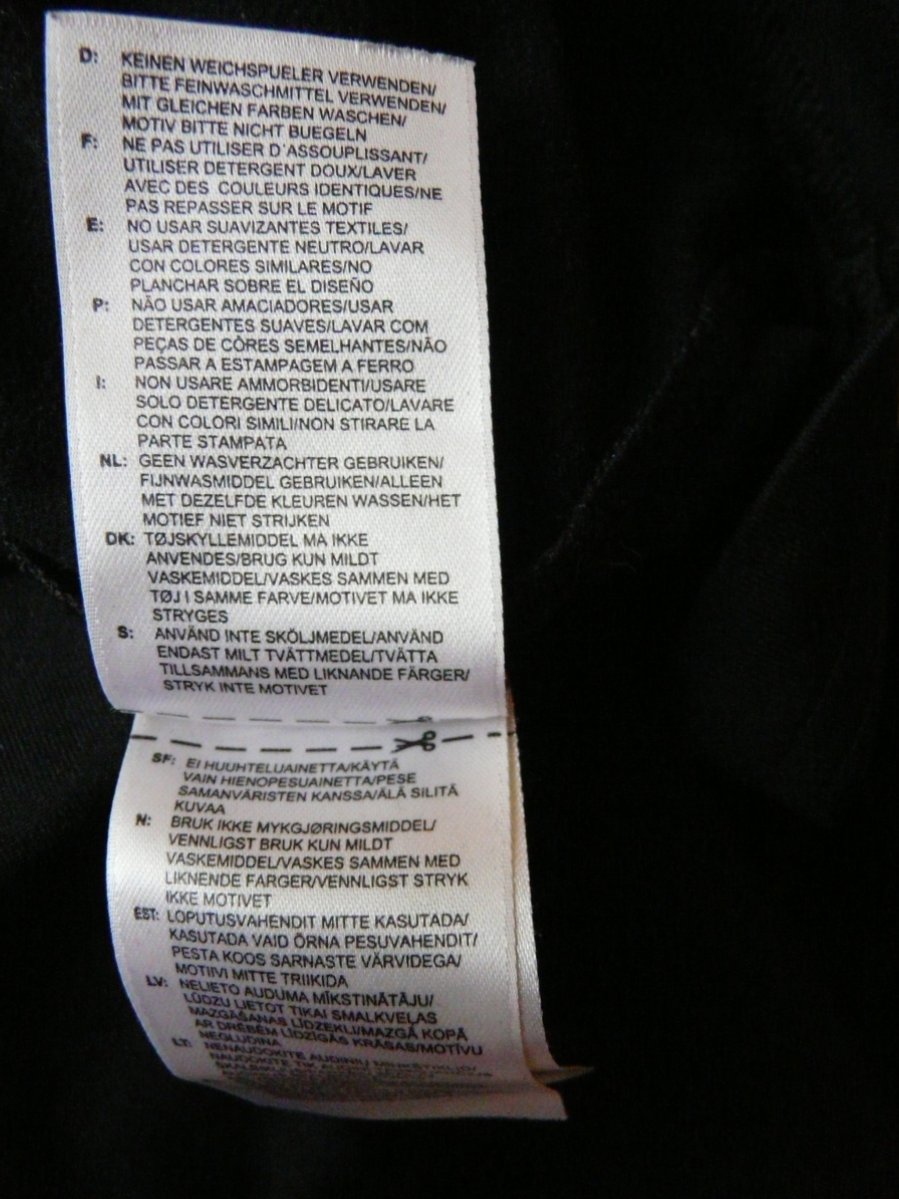 D: KEINEN WEICHSPUELER VERWENDEN/
BITTE FEINWASCHMITTEL VERWENDEN/
MIT GLEICHEN FARBEN WASCHEN/
MOTIV BITTE NICHT BUEGELN
F: NE PAS UTILISER D'ASSOUPLISSANT/
UTILISER DETERGENT DOUX/LAVER
AVEC DES COULEURS IDENTIQUES/NE
PAS REPASSER SUR LE MOTIF
E: NO USAR SUAVIZANTES TEXTILES/
USAR DETERGENTE NEUTRO/LAVAR
CON COLORES SIMILARES/NO
PLANCHAR SOBRE EL DISEÑO
P: NÃO USAR AMACIADORES/USAR
DETERGENTES SUAVES/LAVAR COM
PEÇAS DE CÔRES SEMELHANTES/NÃO
PASSAR A ESTAMPAGEM A FERRO
I: NON USARE AMMORBIDENTI/USARE
SOLO DETERGENTE DELICATO/LAVARE
CON COLORI SIMILI/NON STIRARE LA
PARTE STAMPATA
NL: GEEN WASVERZACHTER GEBRUIKEN/
FIJNWASMIDDEL GEBRUIKEN/ALLEEN
MET DEZELFDE KLEUREN WASSEN/HET
MOTIEF NIET STRIJKEN
DK: TØJSKYLLEMIDDEL MA IKKE
ANVENDES/BRUG KUN MILDT
VASKEMIDDEL/VASKES SAMMEN MED
TØJ I SAMME FARVE/MOTIVET MA IKKE
STRYGES
S: ANVÄND INTE SKÖLJMEDEL/ANVÄND
ENDAST MILT TVÄTTMEDEL/TVÄTTA
TILLSAMMANS MED LIKNANDE FÄRGER/
STRYK INTE MOTIVET
SF: EI HUUHTELUAINETTA/KÄYTÄ
VAIN HIENOPESUAINETTA/PESE
SAMANVÄRISTEN KANSSA/ÄLÄ SILITÄ
KUVAA
N: BRUK IKKE MYKGJØRINGSMIDDEL/
VENNLIGST BRUK KUN MILDT
VASKEMIDDEL/VASKES SAMMEN MED
LIKNENDE FARGER/VENNLIGST STRYK
IKKE MOTIVET
EST: LOPUTUSVAHENDIT MITTE KASUTADA/
KASUTADA VAID ÕRNA PESUVAHENDIT/
PESTA KOOS SARNASTE VÄRVIDEGA/
MOTIIVI MITTE TRIIKIDA
LV: NELIETO AUDUMA MĪKSTINĀTĀJU/
LŪDZU LIETOT TIKAI SMALKVEĻAS
MAZGĀŠANAS LĪDZEKLI/MAZGĀ KOPĀ
AR DRĒBĒM LĪDZĪGĀS KRĀSĀS/MOTĪVU
NEGLUDINA
LT: NENAUDOKITE AUDINIŲ
NAUDOKITE TIK